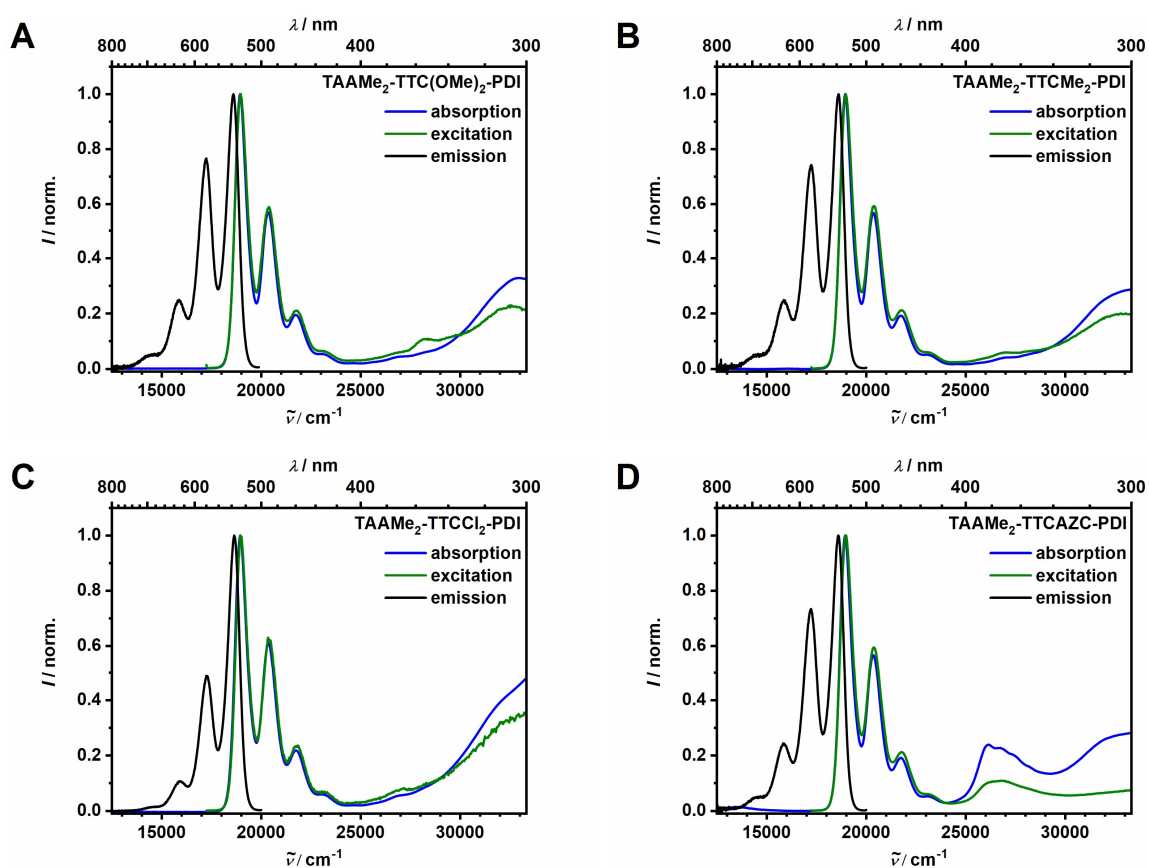 A
λ / nm
800 600 500 400 300
TAAMe₂-TTC(OMe)₂-PDI
absorption
excitation
emission
1.0
0.8
0.6
0.4
0.2
0.0
I / norm.
15000 20000 25000 30000
ṽ / cm⁻¹
B
λ / nm
800 600 500 400 300
TAAMe₂-TTCMe₂-PDI
absorption
excitation
emission
1.0
0.8
0.6
0.4
0.2
0.0
I / norm.
15000 20000 25000 30000
ṽ / cm⁻¹
C
λ / nm
800 600 500 400 300
TAAMe₂-TTCCl₂-PDI
absorption
excitation
emission
1.0
0.8
0.6
0.4
0.2
0.0
I / norm.
15000 20000 25000 30000
ṽ / cm⁻¹
D
λ / nm
800 600 500 400 300
TAAMe₂-TTCAZC-PDI
absorption
excitation
emission
1.0
0.8
0.6
0.4
0.2
0.0
I / norm.
15000 20000 25000 30000
ṽ / cm⁻¹